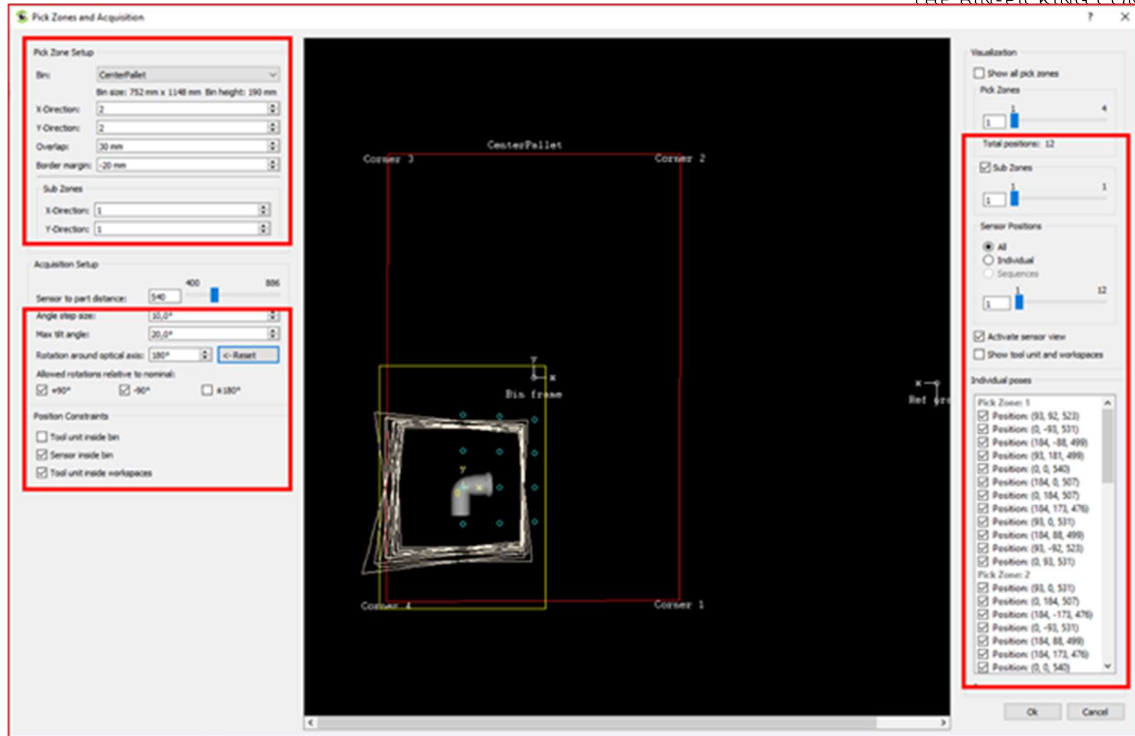 THE BIN-PICKING CON
Pick Zones and Acquisition
? ×
Pick Zone Setup
Bin: CenterPallet
Bin size: 752 mm x 1148 mm Bin height: 190 mm
X-Direction: 2
Y-Direction: 2
Overlap: 30 mm
Border margin: -20 mm
Sub Zones
X-Direction: 1
Y-Direction: 1
Acquisition Setup
400 886
Sensor to part distance: 540
Angle step size: 10,0°
Max tilt angle: 20,0°
Rotation around optical axis: 180° <- Reset
Allowed rotations relative to nominal:
+90° -90° ±180°
Position Constraints
Tool unit inside bin
Sensor inside bin
Tool unit inside workspaces
CenterPallet
Corner 3 Corner 2
Y
x
Bin frame
x
Ref gro
y
x
Corner 4 Corner 1
Visualization
Show all pick zones
Pick Zones
1 4
1
Total positions: 12
Sub Zones
1 1
1
Sensor Positions
All
Individual
Sequences
1 12
1
Activate sensor view
Show tool unit and workspaces
Individual poses
Pick Zone: 1
Position: (93, 92, 523)
Position: (0, -93, 531)
Position: (184, -88, 499)
Position: (93, 181, 499)
Position: (0, 0, 540)
Position: (184, 0, 507)
Position: (0, 184, 507)
Position: (184, 173, 476)
Position: (93, 0, 531)
Position: (184, 88, 499)
Position: (93, -92, 523)
Position: (0, 93, 531)
Pick Zone: 2
Position: (93, 0, 531)
Position: (0, 184, 507)
Position: (184, -173, 476)
Position: (0, -93, 531)
Position: (184, 88, 499)
Position: (184, 173, 476)
Position: (0, 0, 540)
Ok Cancel